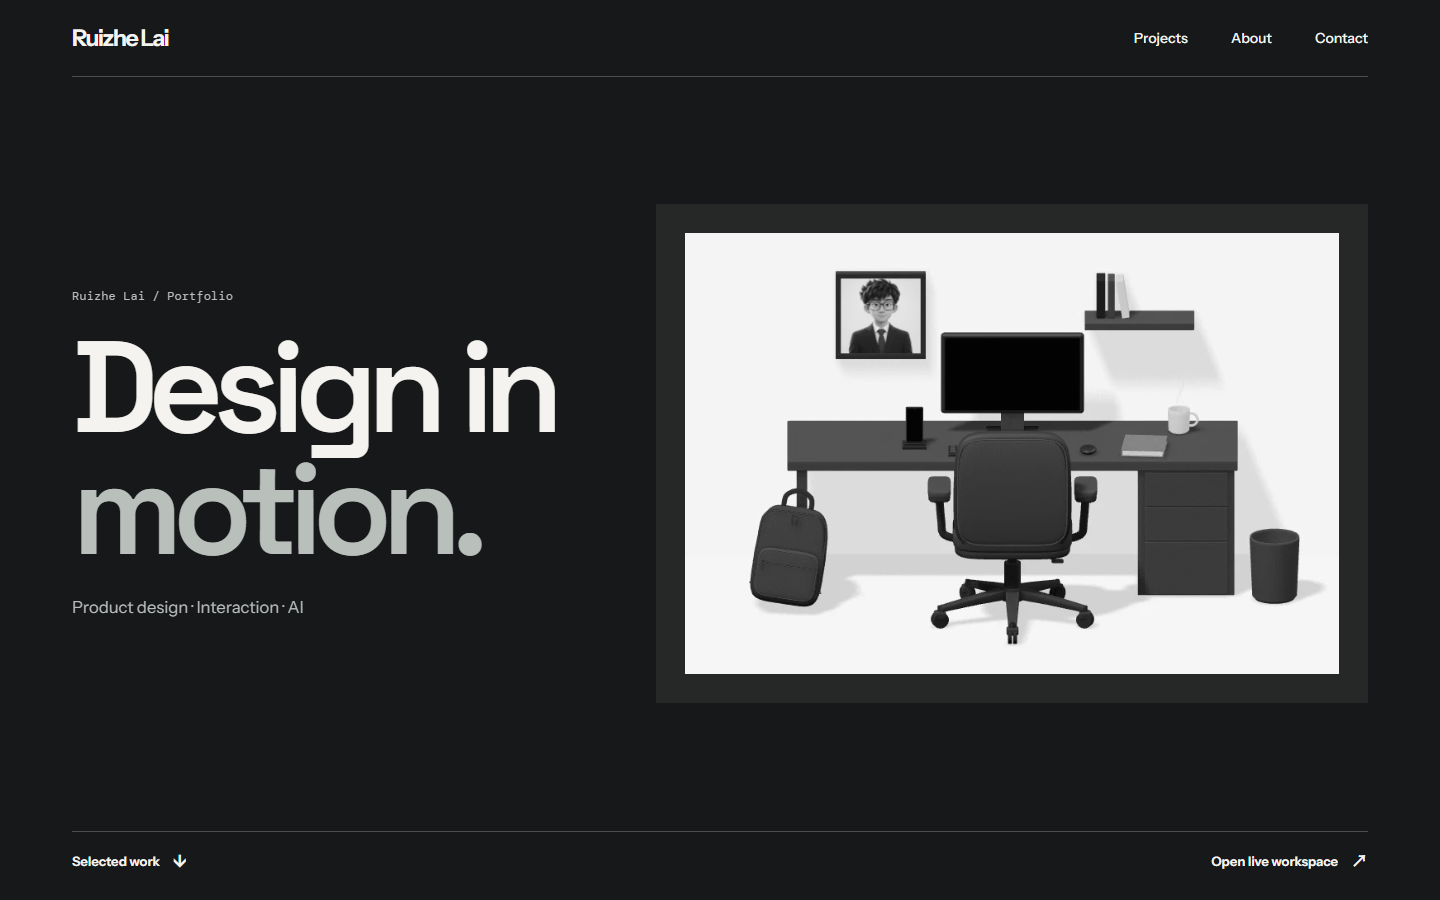 Ruizhe Lai
Projects
About
Contact
Ruizhe Lai / Portfolio
Design in
motion.
Product design · Interaction · AI
Selected work ↓
Open live workspace ↗